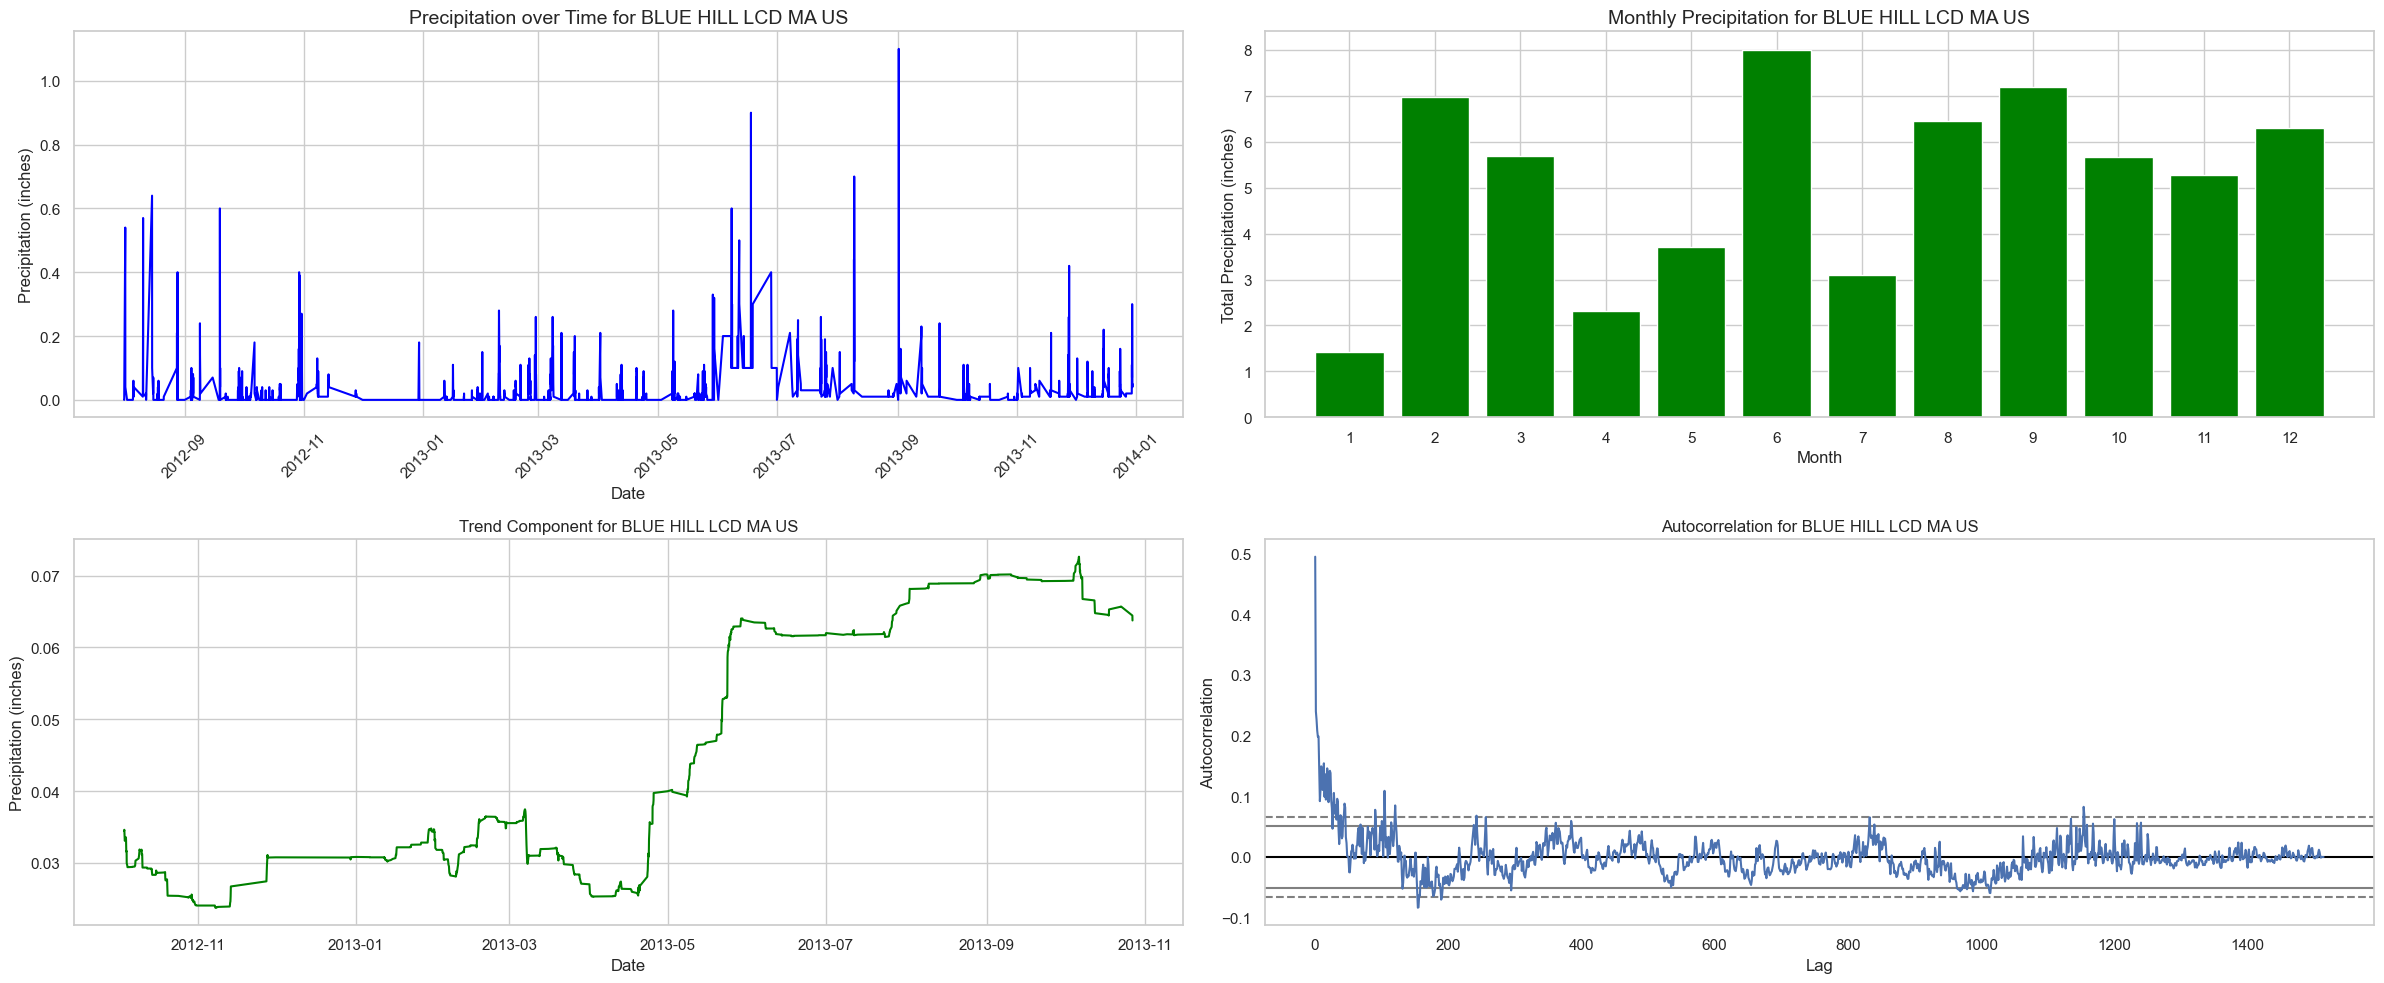 Precipitation over Time for BLUE HILL LCD MA US
Precipitation (inches)
1.0
0.8
0.6
0.4
0.2
0.0
2012-09 2012-11 2013-01 2013-03 2013-05 2013-07 2013-09 2013-11 2014-01
Date
Monthly Precipitation for BLUE HILL LCD MA US
Total Precipitation (inches)
8
7
6
5
4
3
2
1
0
1 2 3 4 5 6 7 8 9 10 11 12
Month
Trend Component for BLUE HILL LCD MA US
Precipitation (inches)
0.07
0.06
0.05
0.04
0.03
2012-11 2013-01 2013-03 2013-05 2013-07 2013-09 2013-11
Date
Autocorrelation for BLUE HILL LCD MA US
Autocorrelation
0.5
0.4
0.3
0.2
0.1
0.0
−0.1
0 200 400 600 800 1000 1200 1400
Lag